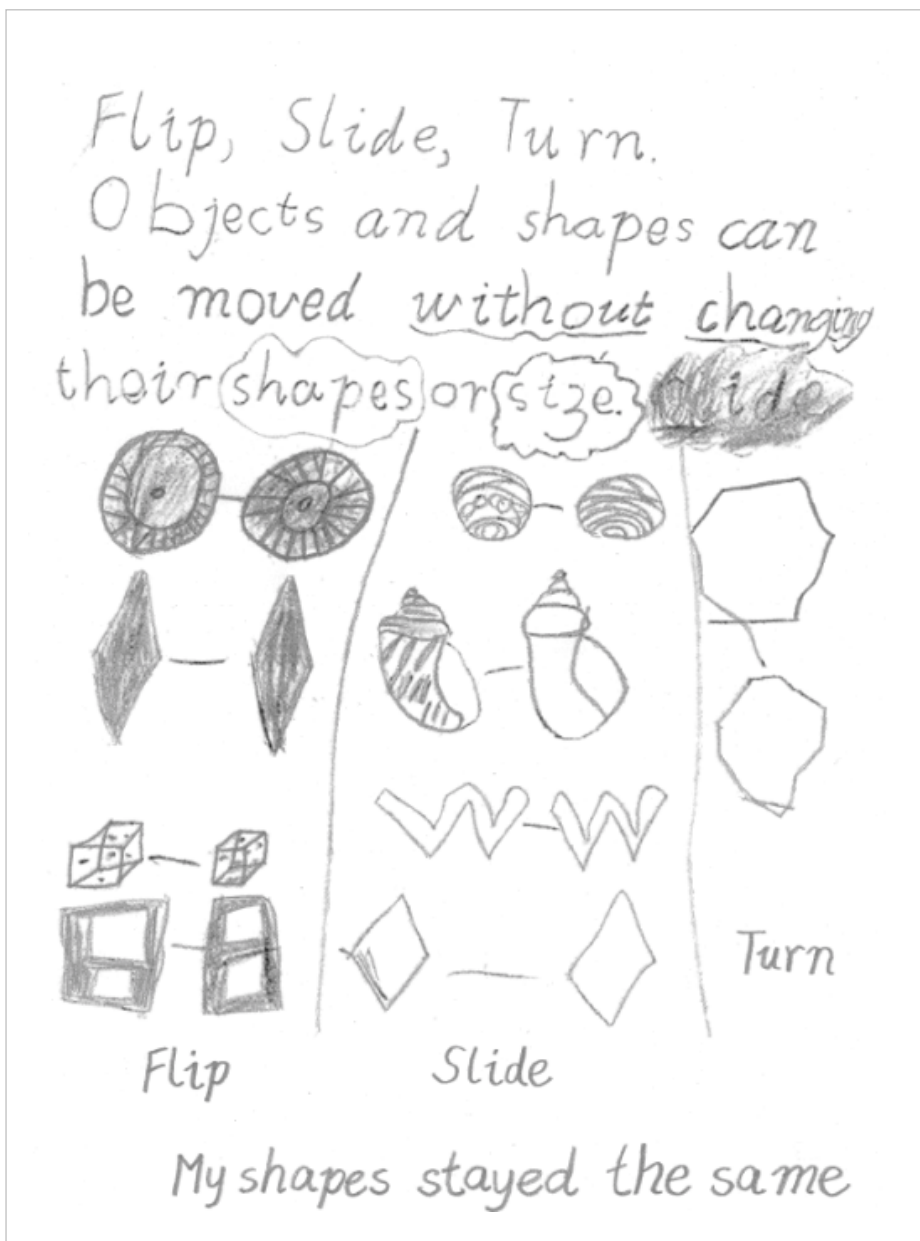 Flip, Slide, Turn.
Objects and shapes can
be moved without changing
their shapes or size.
Turn
Flip Slide
My shapes stayed the same